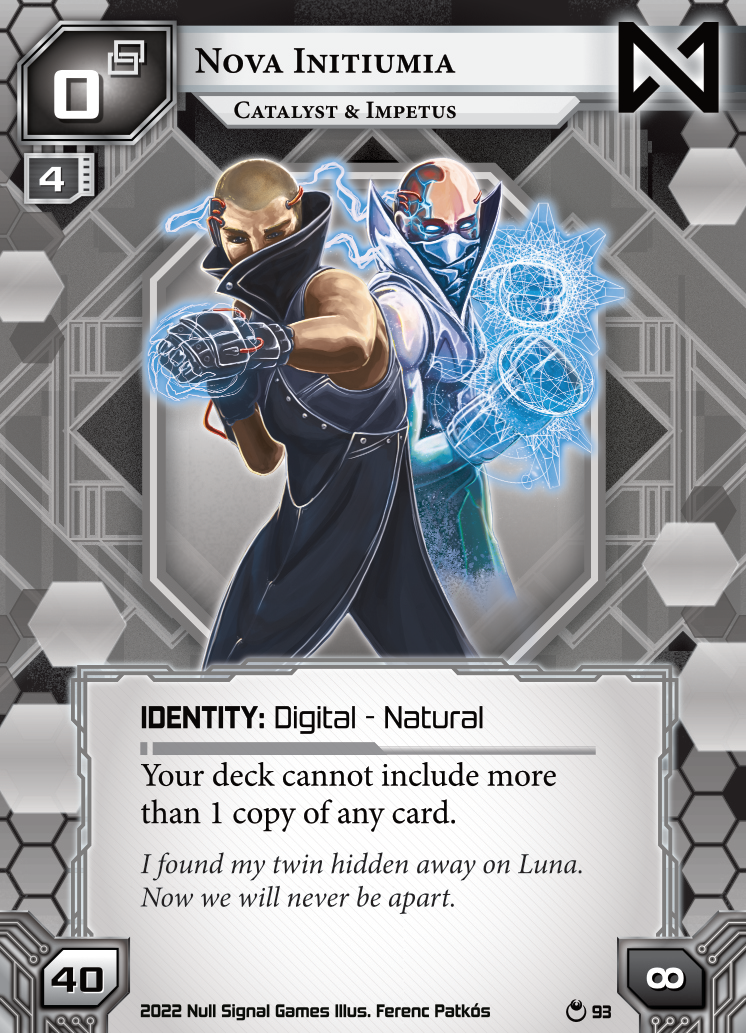 0
Nova Initiumia
Catalyst & Impetus
4
IDENTITY: Digital - Natural
Your deck cannot include more
than 1 copy of any card.
I found my twin hidden away on Luna.
Now we will never be apart.
40
∞
2022 Null Signal Games Illus. Ferenc Patkós
93